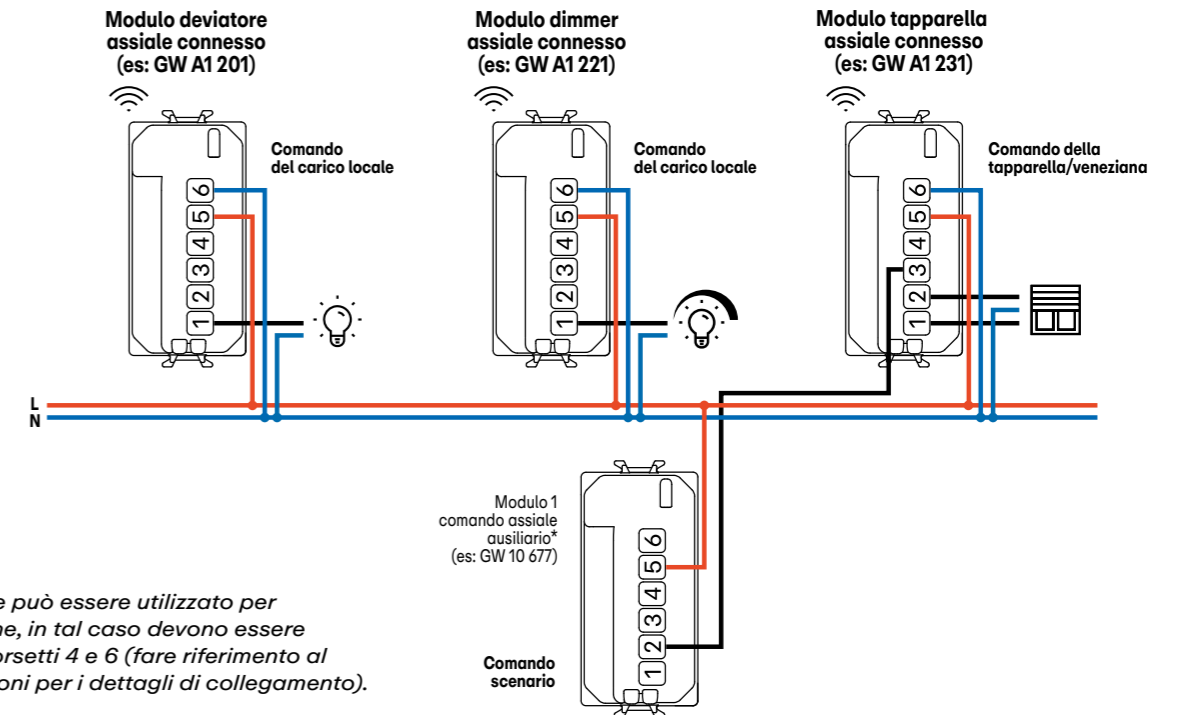 Modulo deviatore
assiale connesso
(es: GW A1 201)
Modulo dimmer
assiale connesso
(es: GW A1 221)
Modulo tapparella
assiale connesso
(es: GW A1 231)
Comando
del carico locale
6
5
4
3
2
1
Comando
del carico locale
6
5
4
3
2
1
Comando della
tapparella/veneziana
6
5
4
3
2
1
L
N
Modulo 1
comando assiale
ausiliario*
(es: GW 10 677)
6
5
4
3
2
1
Comando
scenario
può essere utilizzato per
in tal caso devono essere
4 e 6 (fare riferimento al
per i dettagli di collegamento).